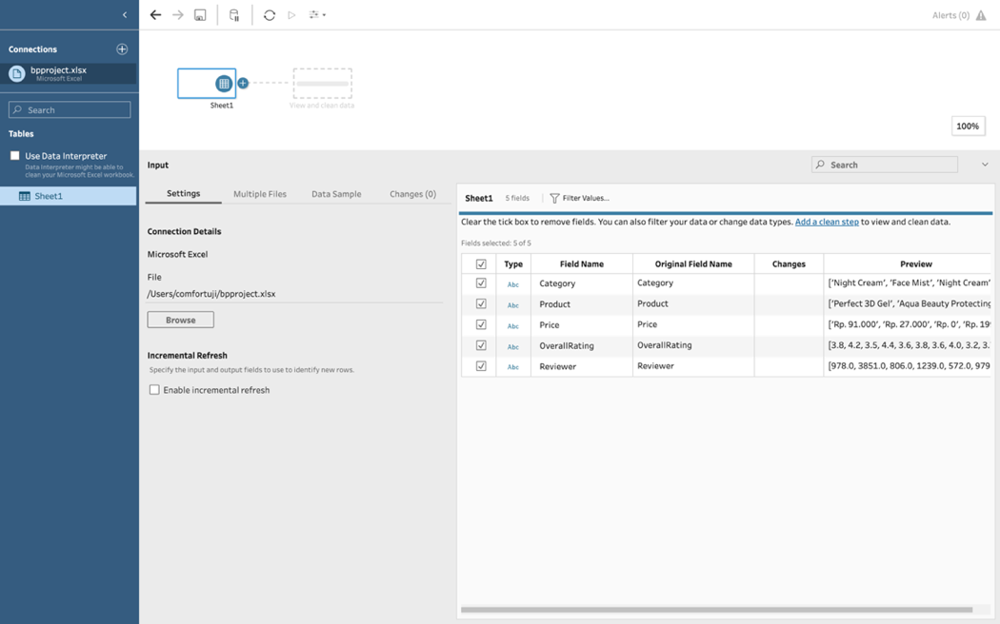 Alerts (0)
Connections
bpproject.xlsx
Microsoft Excel
Search
Tables
Use Data Interpreter
Data Interpreter might be able to
clean your Microsoft Excel workbook.
Sheet1
Sheet1
View and clean data
100%
Input
Search
Settings
Multiple Files
Data Sample
Changes (0)
Connection Details
Microsoft Excel
File
/Users/comfortuji/bpproject.xlsx
Browse
Incremental Refresh
Specify the input and output fields to use to identify new rows.
Enable incremental refresh
Sheet1 5 fields Filter Values...
Clear the tick box to remove fields. You can also filter your data or change data types. Add a clean step to view and clean data.
Fields selected: 5 of 5
Type Field Name Original Field Name Changes Preview
Abc Category Category ['Night Cream', 'Face Mist', 'Night Cream'
Abc Product Product ['Perfect 3D Gel', 'Aqua Beauty Protecting
Abc Price Price ['Rp. 91.000', 'Rp. 27.000', 'Rp. 0', 'Rp. 19
Abc OverallRating OverallRating [3.8, 4.2, 3.5, 4.4, 3.6, 3.8, 3.6, 4.0, 3.2, 3.
Abc Reviewer Reviewer [978.0, 3851.0, 806.0, 1239.0, 572.0, 979